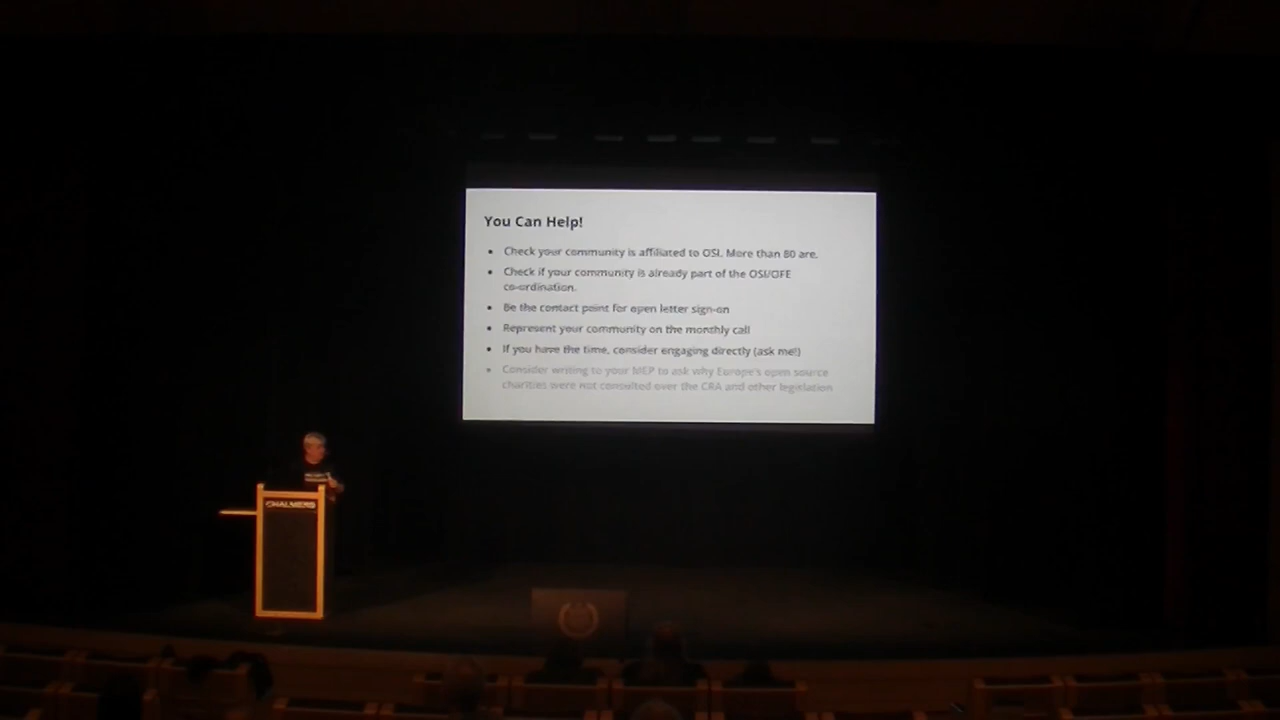 You Can Help!
Check your community is affiliated to OSI. More than 80 are.
Check if your community is already part of the OSI/OFE
co-ordination.
Be the contact point for open letter sign-on
Represent your community on the monthly call
If you have the time, consider engaging directly (ask me!)
Consider writing to your MEP to ask why Europe's open source
charities were not consulted over the CRA and other legislation
CHALMERS